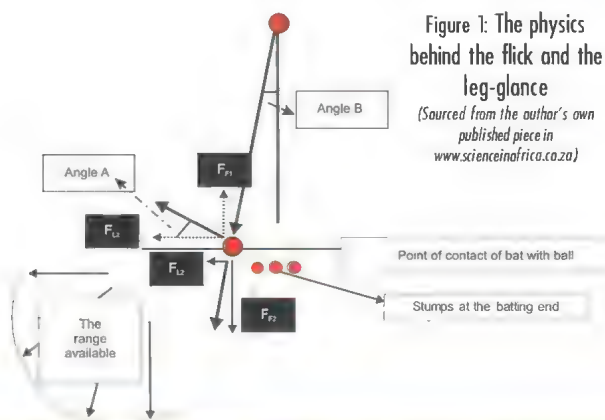 Figure 1: The physics
behind the flick and the
leg-glance
(Sourced from the author's own
published piece in
www.scienceinafrica.co.za)
Angle B
Angle A
FF1
FL2
FL2
Point of contact of bat with ball
Stumps at the batting end
FF2
The
range
available